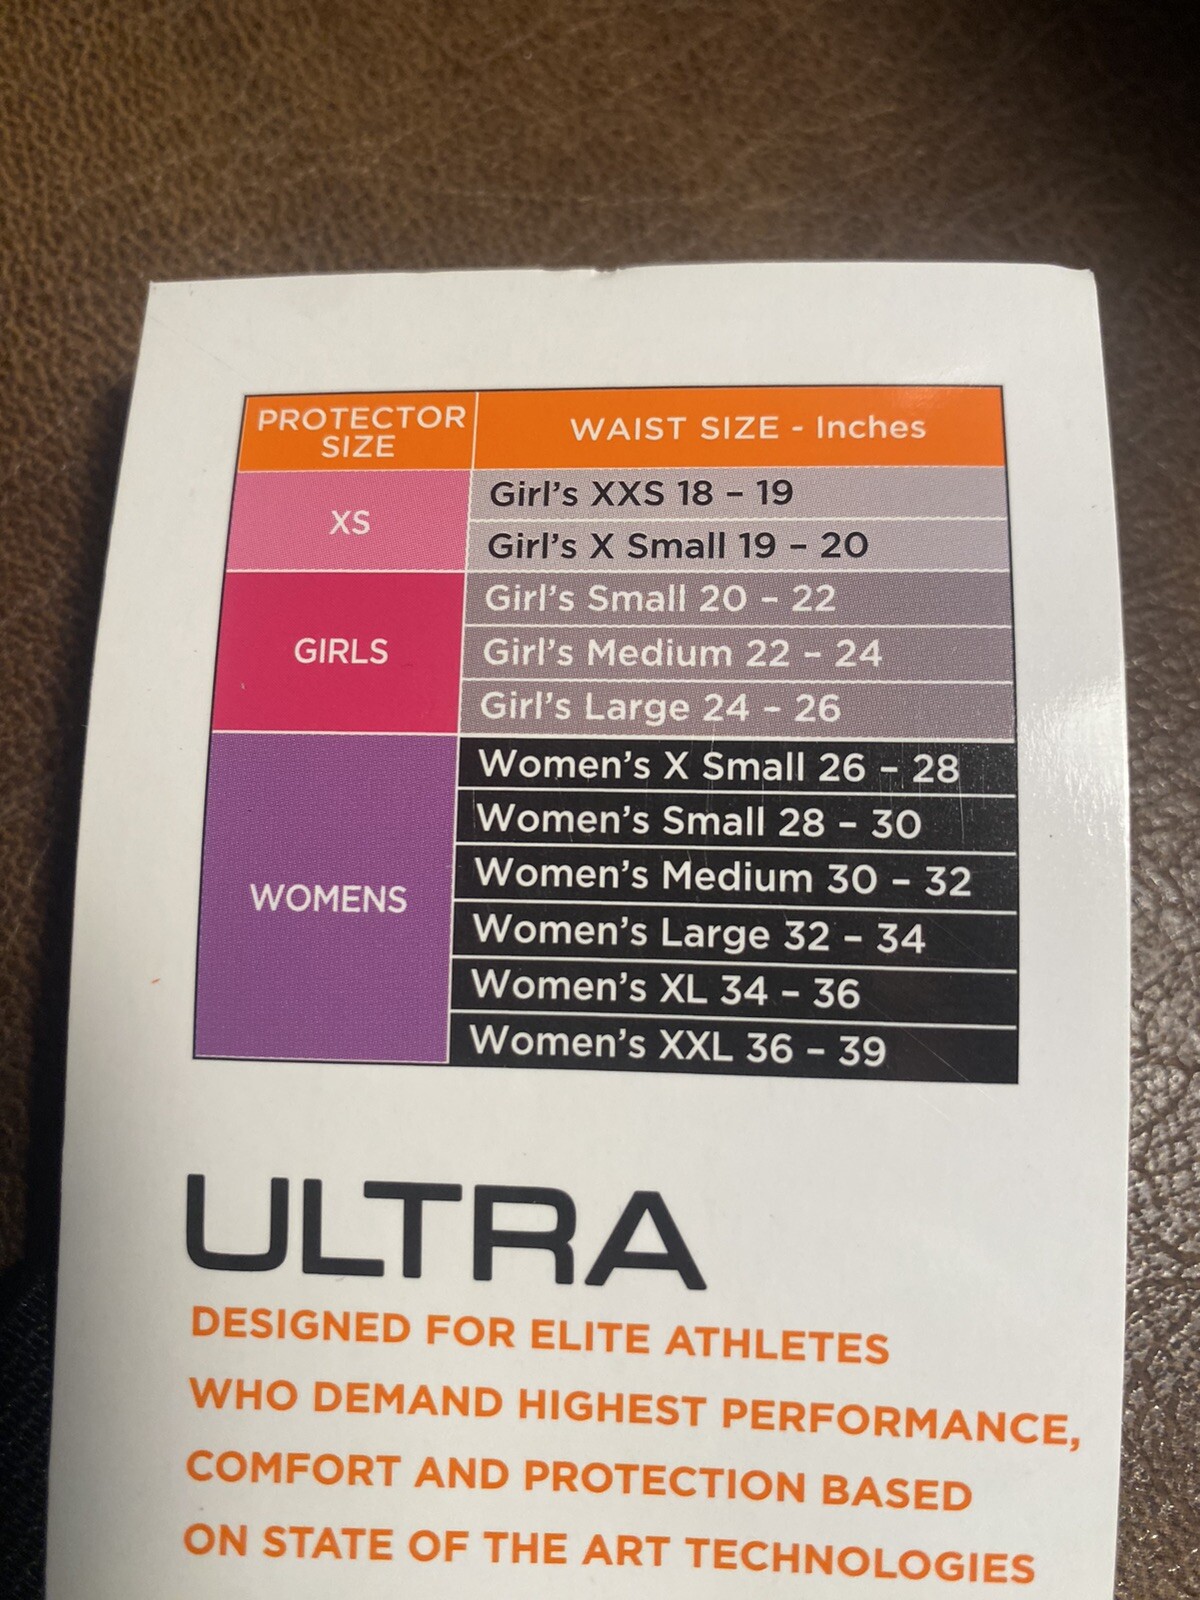 PROTECTOR
SIZE
WAIST SIZE - Inches
XS
Girl's XXS 18 – 19
Girl's X Small 19 – 20
GIRLS
Girl's Small 20 – 22
Girl's Medium 22 – 24
Girl's Large 24 – 26
WOMENS
Women's X Small 26 – 28
Women's Small 28 – 30
Women's Medium 30 – 32
Women's Large 32 – 34
Women's XL 34 – 36
Women's XXL 36 – 39
ULTRA
DESIGNED FOR ELITE ATHLETES
WHO DEMAND HIGHEST PERFORMANCE,
COMFORT AND PROTECTION BASED
ON STATE OF THE ART TECHNOLOGIES